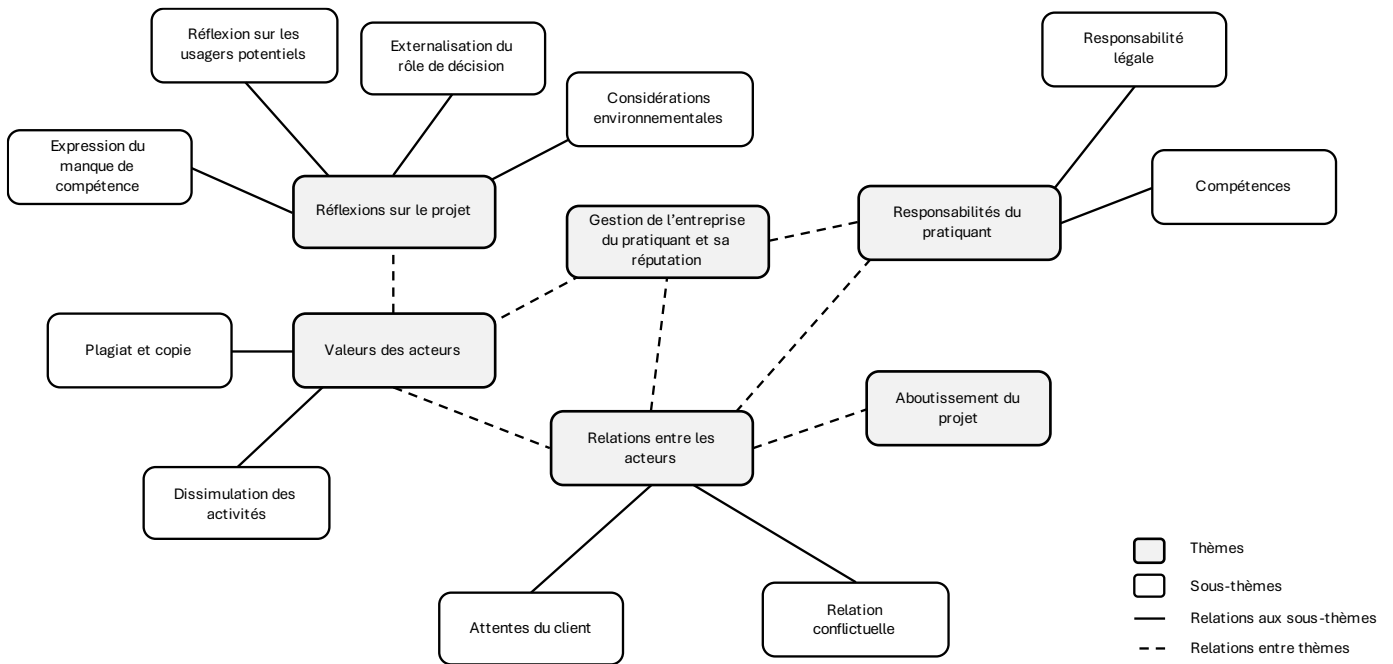 Réflexion sur les
usagers potentiels
Externalisation du
rôle de décision
Considérations
environnementales
Responsabilité
légale
Expression du
manque de
compétence
Compétences
Réflexions sur le projet
Gestion de l'entreprise
du pratiquant et sa
réputation
Responsabilités du
pratiquant
Plagiat et copie
Valeurs des acteurs
Aboutissement du
projet
Relations entre les
acteurs
Dissimulation des
activités
Attentes du client
Relation
conflictuelle
Thèmes
Sous-thèmes
Relations aux sous-thèmes
Relations entre thèmes